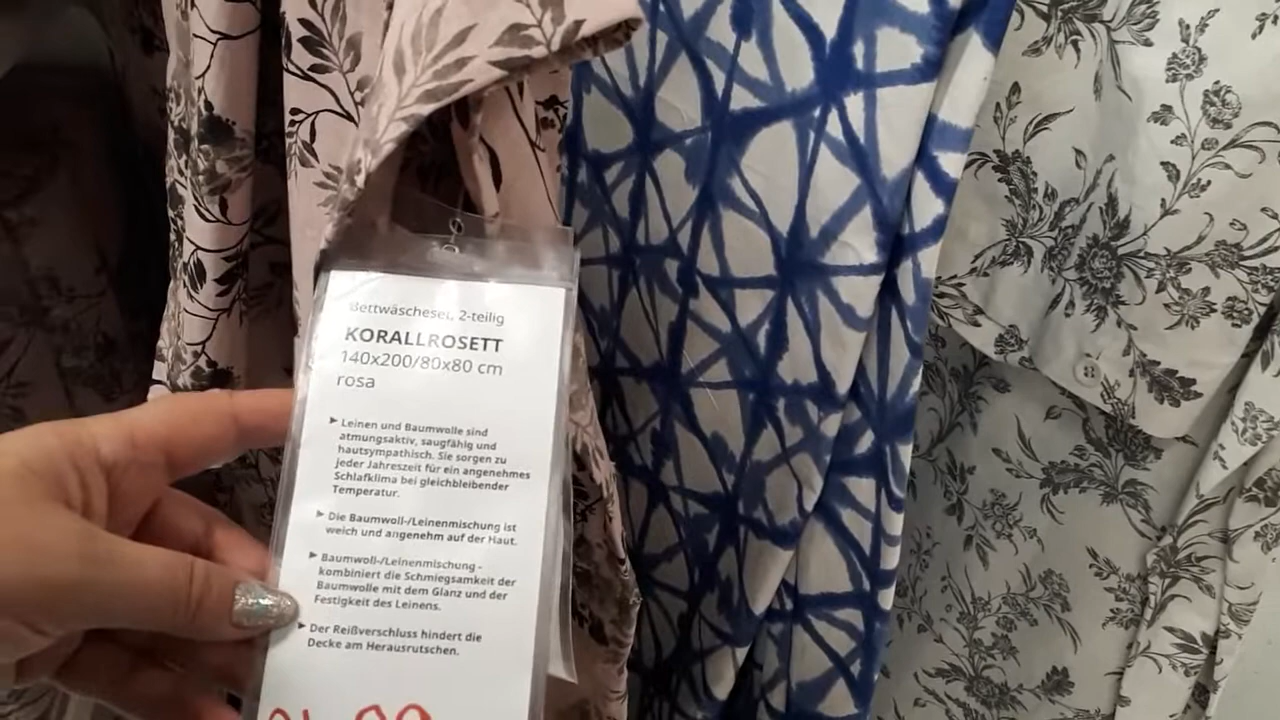 Bettwäscheset, 2-teilig
KORALLROSETT
140x200/80x80 cm
rosa
► Leinen und Baumwolle sind
atmungsaktiv, saugfähig und
hautsympathisch. Sie sorgen zu
jeder Jahreszeit für ein angenehmes
Schlafklima bei gleichbleibender
Temperatur.
► Die Baumwoll-/Leinenmischung ist
weich und angenehm auf der Haut.
► Baumwoll-/Leinenmischung -
kombiniert die Schmiegsamkeit der
Baumwolle mit dem Glanz und der
Festigkeit des Leinens.
► Der Reißverschluss hindert die
Decke am Herausrutschen.